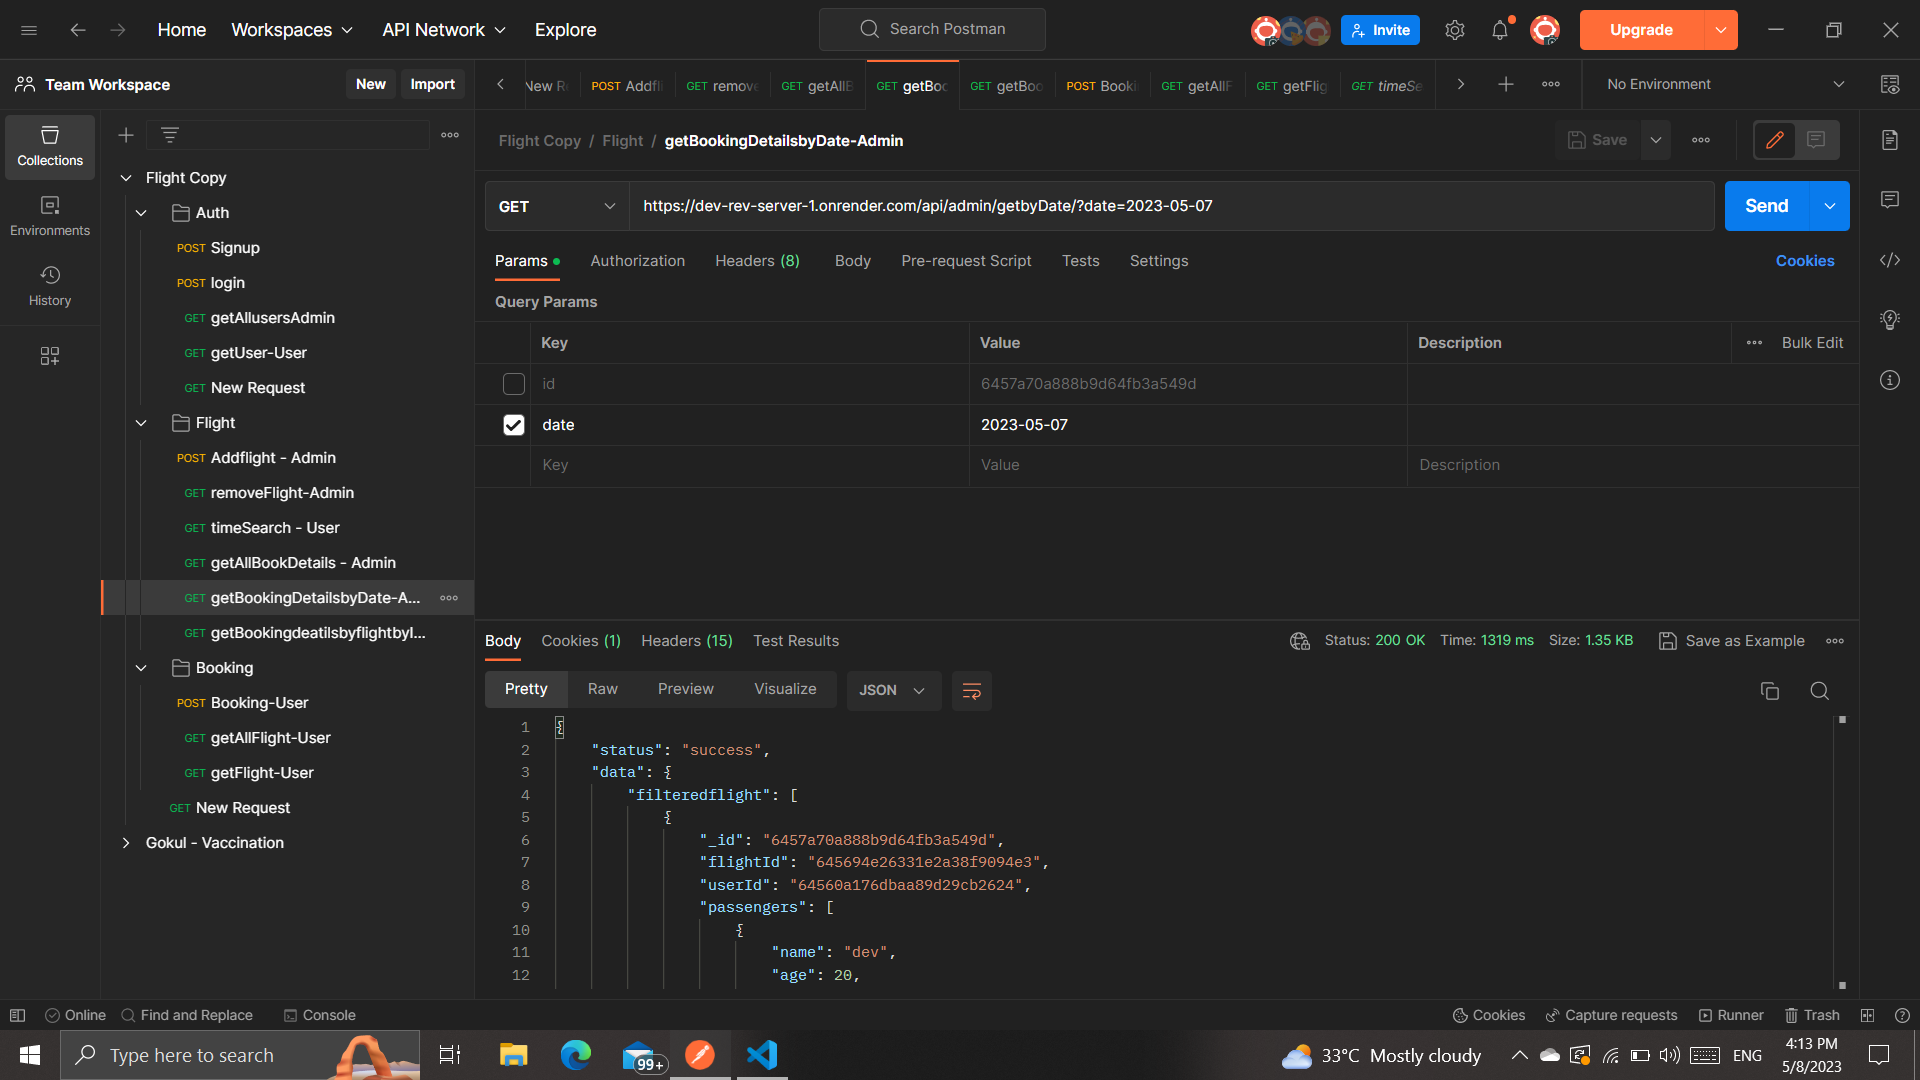 Home
Workspaces
API Network
Explore
Search Postman
Invite
Upgrade
Team Workspace
New
Import
New Re
POST Addfli
GET remove
GET getAllB
GET getBoo
GET getBoo
POST Booki
GET getAllF
GET getFlig
GET timeSe
No Environment
Collections
Environments
History
Flight Copy
Auth
POST Signup
POST login
GET getAllusersAdmin
GET getUser-User
GET New Request
Flight
POST Addflight - Admin
GET removeFlight-Admin
GET timeSearch - User
GET getAllBookDetails - Admin
GET getBookingDetailsbyDate-A...
GET getBookingdeatilsbyflightbyI...
Booking
POST Booking-User
GET getAllFlight-User
GET getFlight-User
GET New Request
Gokul - Vaccination
Flight Copy / Flight / getBookingDetailsbyDate-Admin
Save
GET
https://dev-rev-server-1.onrender.com/api/admin/getbyDate/?date=2023-05-07
Send
Params
Authorization
Headers (8)
Body
Pre-request Script
Tests
Settings
Cookies
Query Params
Key
Value
Description
Bulk Edit
id
6457a70a888b9d64fb3a549d
date
2023-05-07
Key
Value
Description
Body
Cookies (1)
Headers (15)
Test Results
Status: 200 OK
Time: 1319 ms
Size: 1.35 KB
Save as Example
Pretty
Raw
Preview
Visualize
JSON
1 {
2 "status": "success",
3 "data": {
4 "filteredflight": [
5 {
6 "_id": "6457a70a888b9d64fb3a549d",
7 "flightId": "645694e26331e2a38f9094e3",
8 "userId": "64560a176dbaa89d29cb2624",
9 "passengers": [
10 {
11 "name": "dev",
12 "age": 20,
Online
Find and Replace
Console
Cookies
Capture requests
Runner
Trash
Type here to search
99+
33°C Mostly cloudy
ENG
4:13 PM
5/8/2023